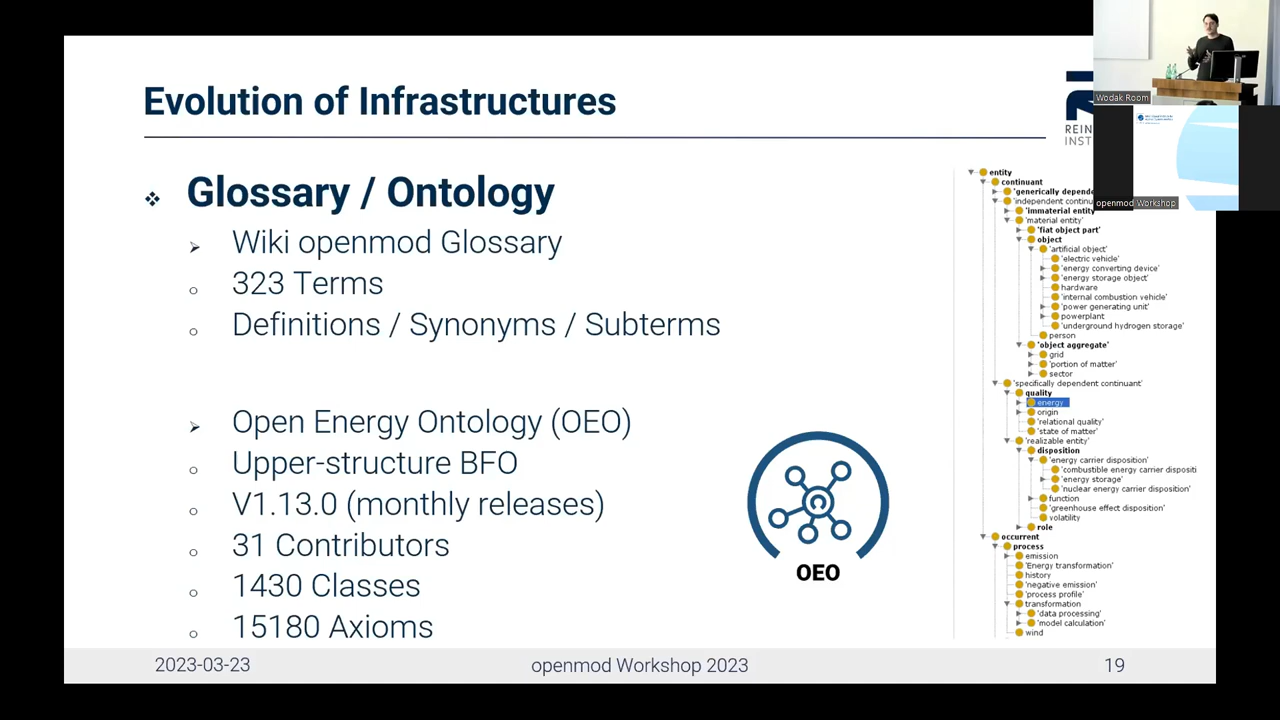 Evolution of Infrastructures
REIN
INST
Wodak Room
openmod Workshop
Glossary / Ontology
Wiki openmod Glossary
323 Terms
Definitions / Synonyms / Subterms
Open Energy Ontology (OEO)
Upper-structure BFO
V1.13.0 (monthly releases)
31 Contributors
1430 Classes
15180 Axioms
OEO
entity
continuant
'generically depende
'independent continu
'immaterial entity'
'material entity'
'fiat object part'
object
'artificial object'
'electric vehicle'
'energy converting device'
'energy storage object'
hardware
'internal combustion vehicle'
'power generating unit'
powerplant
'underground hydrogen storage'
person
'object aggregate'
grid
'portion of matter'
sector
'specifically dependent continuant'
quality
energy
origin
'relational quality'
'state of matter'
'realizable entity'
disposition
'energy carrier disposition'
'combustible energy carrier dispositi
'energy storage'
'nuclear energy carrier disposition'
function
'greenhouse effect disposition'
volatility
role
occurrent
process
emission
'Energy transformation'
history
'negative emission'
'process profile'
transformation
'data processing'
'model calculation'
wind
2023-03-23
openmod Workshop 2023
19